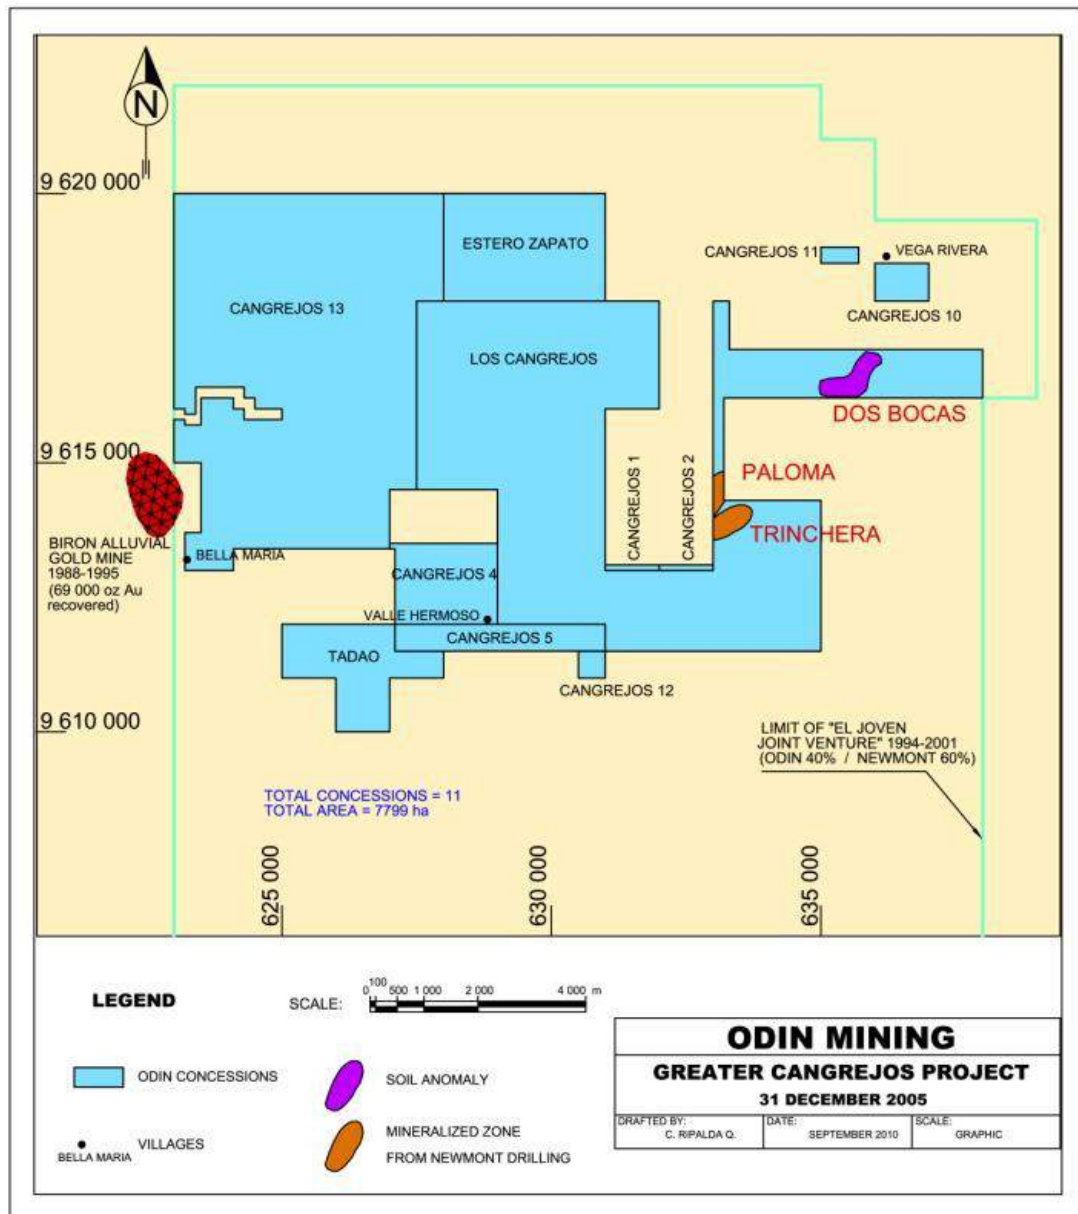 N
9 620 000
ESTERO ZAPATO
CANGREJOS 11
VEGA RIVERA
CANGREJOS 13
CANGREJOS 10
LOS CANGREJOS
DOS BOCAS
9 615 000
CANGREJOS 1
CANGREJOS 2
PALOMA
TRINCHERA
BIRON ALLUVIAL
GOLD MINE
1988-1995
(69 000 oz Au
recovered)
BELLA MARIA
CANGREJOS 4
VALLE HERMOSO
CANGREJOS 5
TADAO
CANGREJOS 12
9 610 000
LIMIT OF "EL JOVEN
JOINT VENTURE" 1994-2001
(ODIN 40% / NEWMONT 60%)
TOTAL CONCESSIONS = 11
TOTAL AREA = 7799 ha
625 000
630 000
635 000
LEGEND
SCALE:
0 100 500 1 000 2 000 4 000 m
ODIN CONCESSIONS
SOIL ANOMALY
VILLAGES
BELLA MARIA
MINERALIZED ZONE
FROM NEWMONT DRILLING
ODIN MINING
GREATER CANGREJOS PROJECT
31 DECEMBER 2005
DRAFTED BY:
C. RIPALDA Q.
DATE:
SEPTEMBER 2010
SCALE:
GRAPHIC